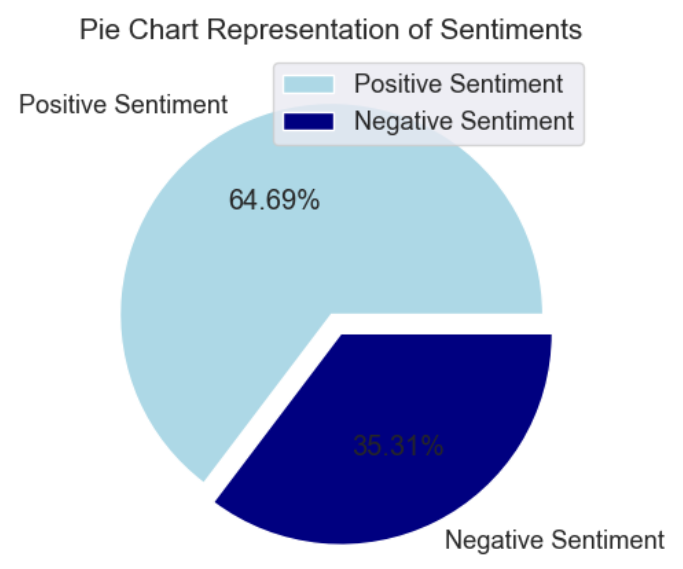 Pie Chart Representation of Sentiments
Positive Sentiment
Negative Sentiment
Positive Sentiment
64.69%
35.31%
Negative Sentiment